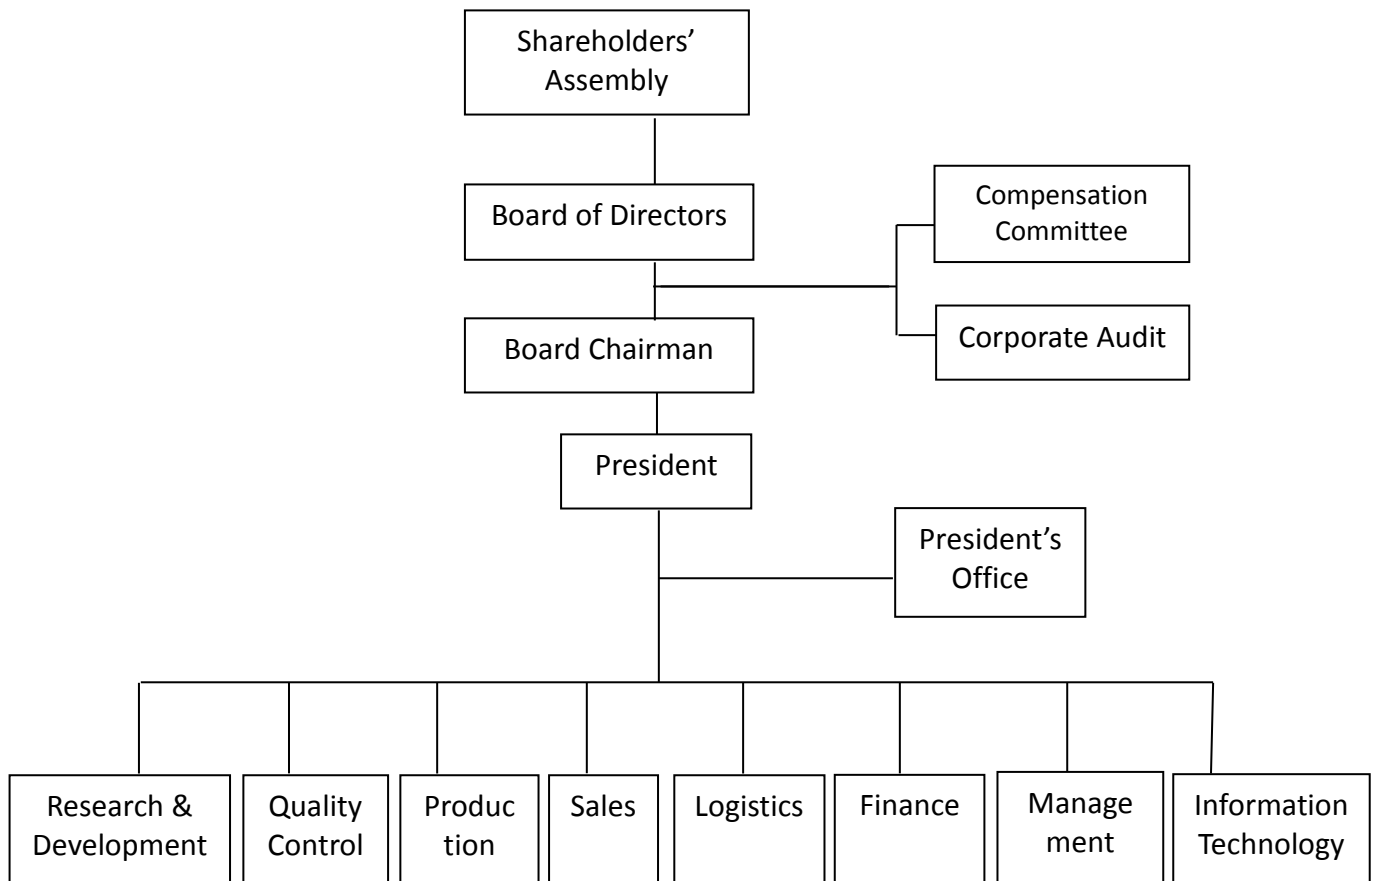 Shareholders’
Assembly
Board of Directors
Compensation
Committee
Corporate Audit
Board Chairman
President
President’s
Office
Research &
Development
Quality
Control
Produc
tion
Sales
Logistics
Finance
Manage
ment
Information
Technology